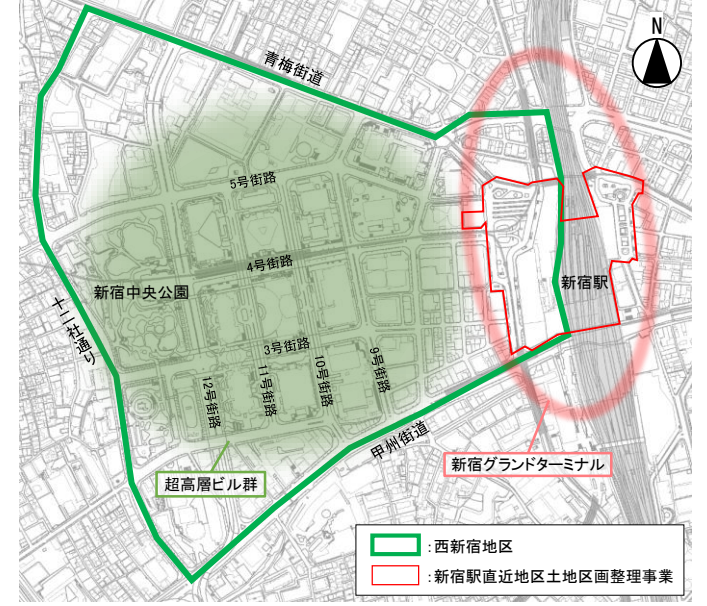 N
青梅街道
5号街路
4号街路
新宿中央公園
新宿駅
十二社通り
3号街路
12号街路
11号街路
10号街路
9号街路
甲州街道
新宿グランドターミナル
超高層ビル群
:西新宿地区
:新宿駅直近地区土地区画整理事業